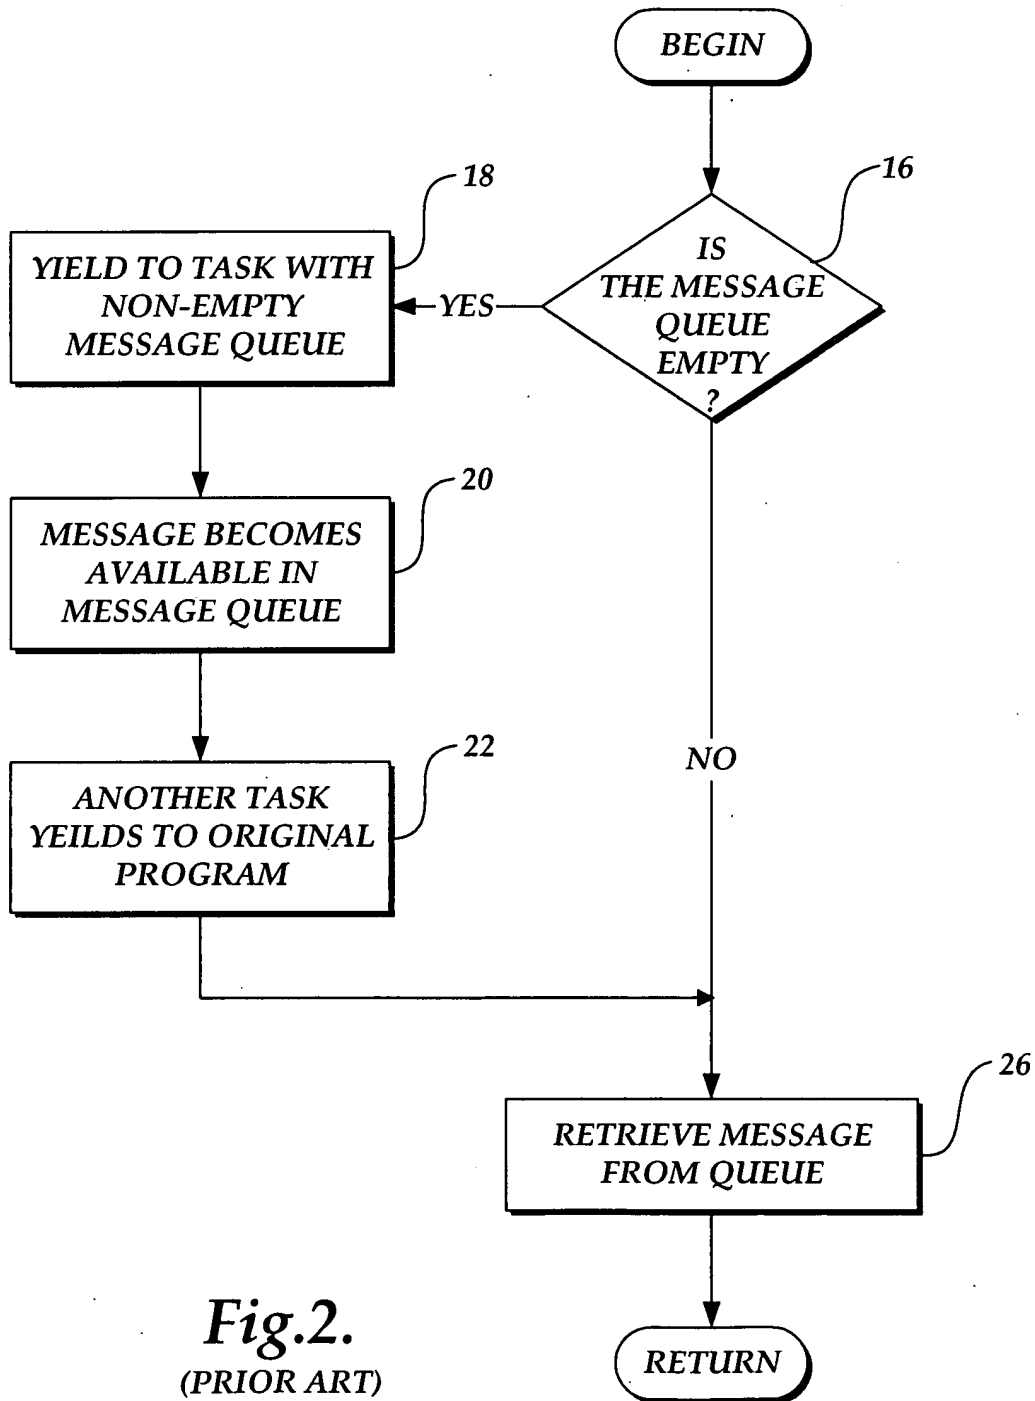 BEGIN
16
IS
THE MESSAGE
QUEUE
EMPTY
?
YES
18
YIELD TO TASK WITH
NON-EMPTY
MESSAGE QUEUE
20
MESSAGE BECOMES
AVAILABLE IN
MESSAGE QUEUE
22
ANOTHER TASK
YEILDS TO ORIGINAL
PROGRAM
NO
26
RETRIEVE MESSAGE
FROM QUEUE
RETURN
Fig.2.
(PRIOR ART)